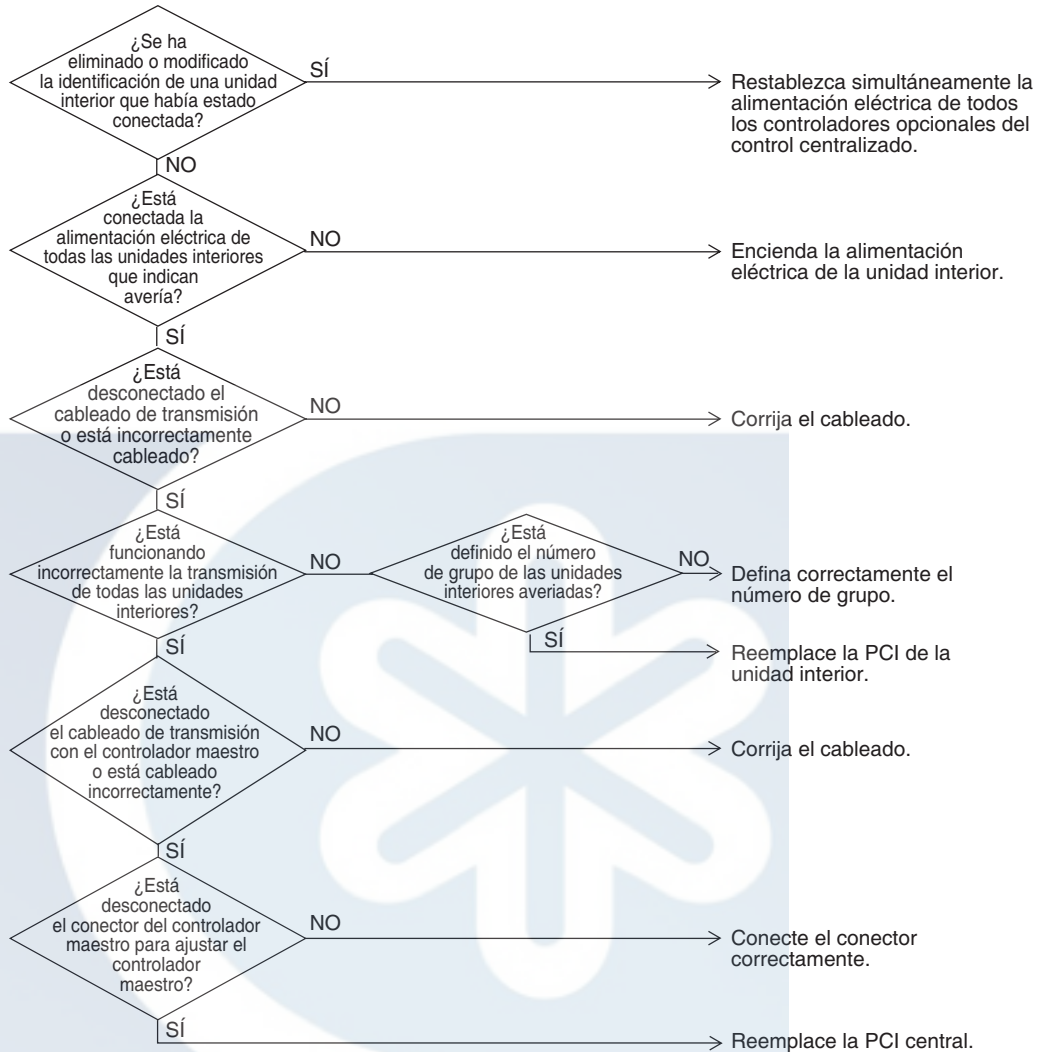 ¿Se ha
eliminado o modificado
la identificación de una unidad
interior que había estado
conectada?
SÍ
Restablezca simultáneamente la
alimentación eléctrica de todos
los controladores opcionales del
control centralizado.
NO
¿Está
conectada la
alimentación eléctrica de
todas las unidades interiores
que indican
avería?
NO
Encienda la alimentación
eléctrica de la unidad interior.
SÍ
¿Está
desconectado el
cableado de transmisión
o está incorrectamente
cableado?
NO
Corrija el cableado.
SÍ
¿Está
funcionando
incorrectamente la transmisión
de todas las unidades
interiores?
NO
¿Está
definido el número
de grupo de las unidades
interiores averiadas?
NO
Defina correctamente el
número de grupo.
SÍ
Reemplace la PCI de la
unidad interior.
SÍ
¿Está
desconectado
el cableado de transmisión
con el controlador maestro
o está cableado
incorrectamente?
NO
Corrija el cableado.
SÍ
¿Está
desconectado
el conector del controlador
maestro para ajustar el
controlador
maestro?
NO
Conecte el conector
correctamente.
SÍ
Reemplace la PCI central.